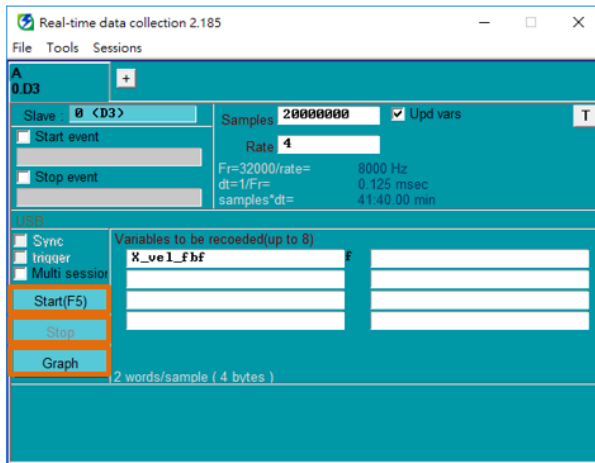 Real-time data collection 2.185
File Tools Sessions
A
0.D3
+
Slave : 0 <D3>
Samples 20000000
Upd vars
T
Start event
Rate 4
Fr=32000/rate= 8000 Hz
Stop event
dt=1/Fr= 0.125 msec
samples*dt= 41:40.00 min
USB
Sync
Variables to be recoeded(up to 8)
trigger
X_vel_fbf f
Multi session
Start(F5)
Stop
Graph
2 words/sample ( 4 bytes )